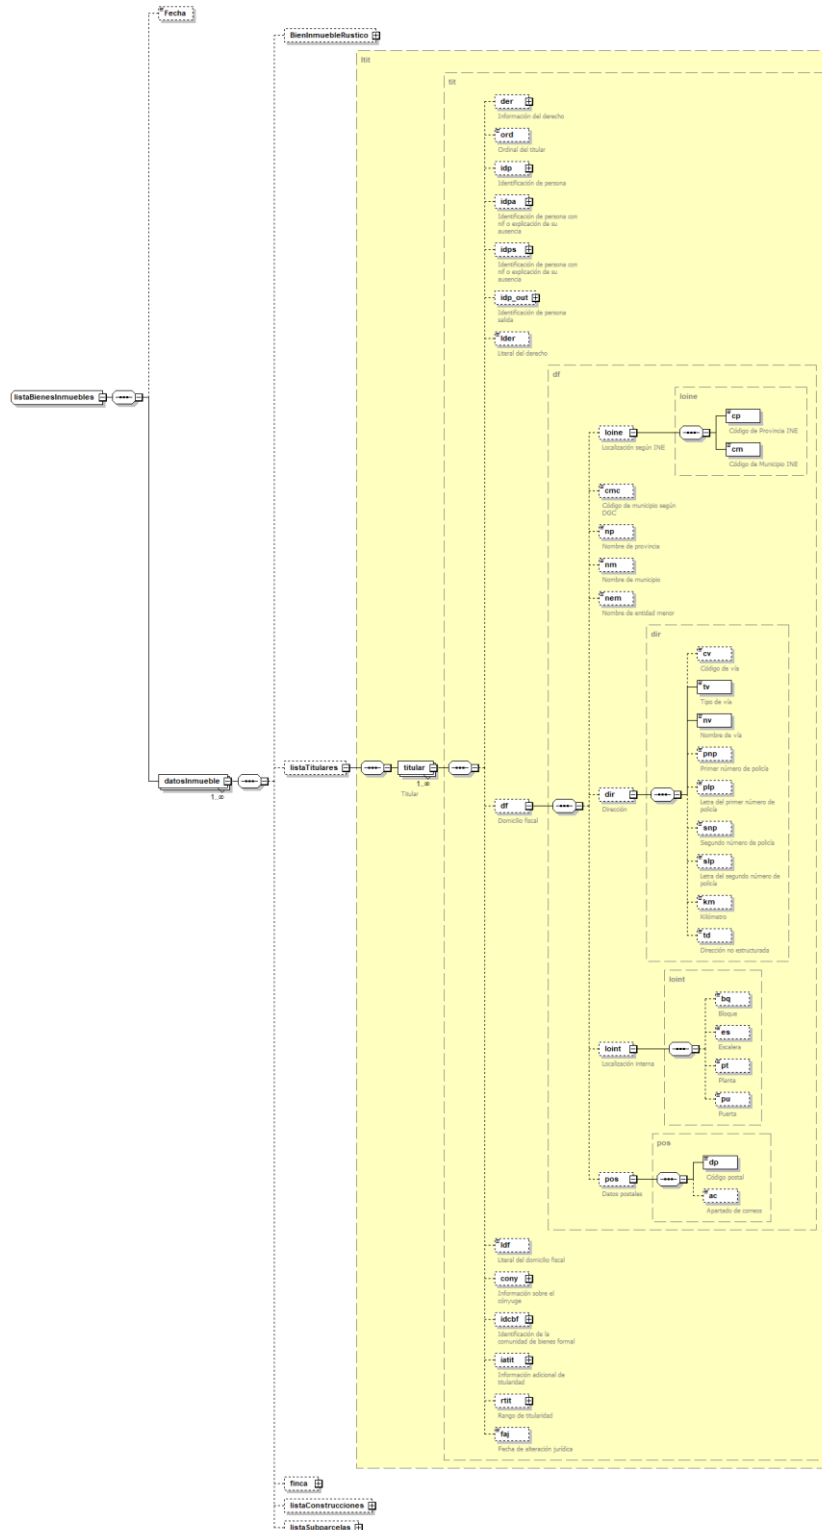 Fecha
BienInmuebleRustico
ltit
tit
der
Información del derecho
ord
Ordinal del titular
idp
Identificación de persona
idpa
Identificación de persona con
nif o explicación de su
ausencia
idps
Identificación de persona con
nif o explicación de su
ausencia
idp_out
Identificación de persona
salida
lder
Literal del derecho
df
loine
cp
Código de Provincia INE
cm
Código de Municipio INE
loine
Localización según INE
listaBienesInmuebles
cmc
Código de municipio según
DGC
np
Nombre de provincia
nm
Nombre de municipio
nem
Nombre de entidad menor
dir
cv
Código de vía
tv
Tipo de vía
nv
Nombre de vía
pnp
Primer número de policía
plp
Letra del primer número de
policía
snp
Segundo número de policía
slp
Letra del segundo número de
policía
km
Kilómetro
td
Dirección no estructurada
datosInmueble
1..∞
listaTitulares
titular
1..∞
Titular
df
Domicilio fiscal
dir
Dirección
loint
bq
Bloque
es
Escalera
pt
Planta
pu
Puerta
loint
Localización interna
pos
dp
Código postal
ac
Apartado de correos
pos
Datos postales
ldf
Literal del domicilio fiscal
cony
Información sobre el
cónyuge
idcbf
Identificación de la
comunidad de bienes formal
iatit
Información adicional de
titularidad
rtit
Rango de titularidad
faj
Fecha de alteración jurídica
finca
listaConstrucciones
listaSubparcelas